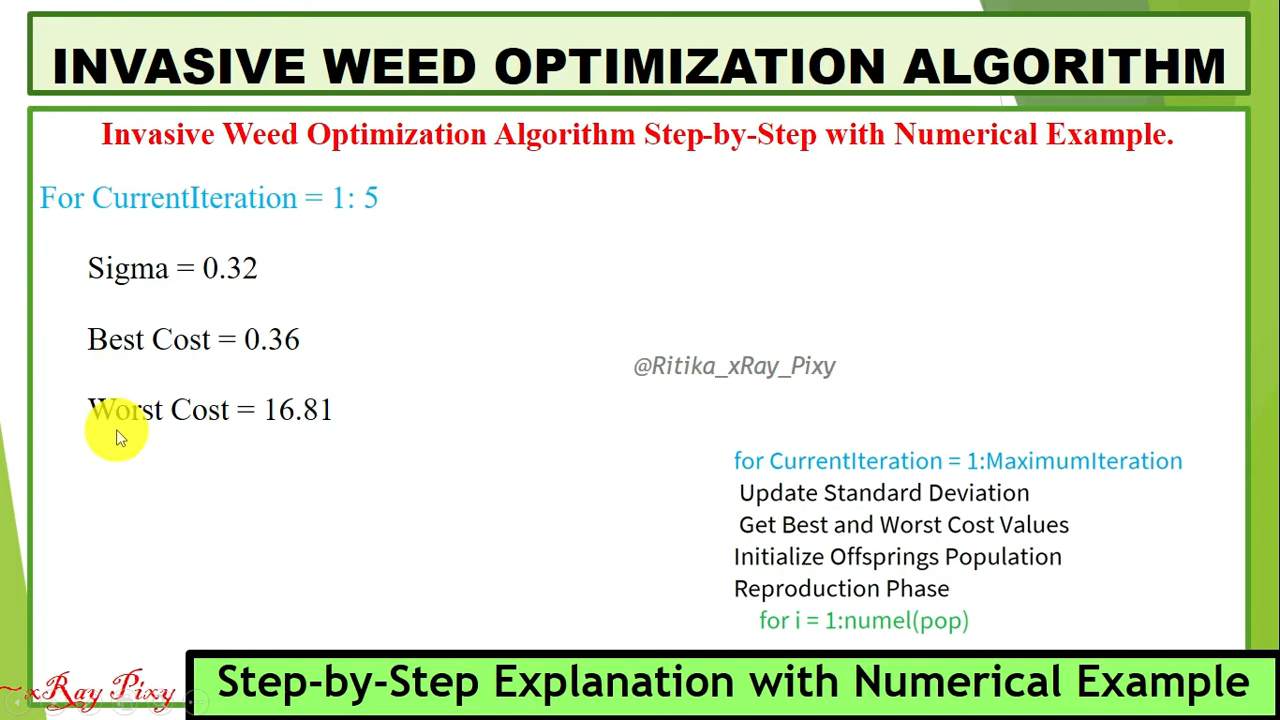 INVASIVE WEED OPTIMIZATION ALGORITHM
Invasive Weed Optimization Algorithm Step-by-Step with Numerical Example.
For CurrentIteration = 1: 5
Sigma = 0.32
Best Cost = 0.36
Worst Cost = 16.81
@Ritika_xRay_Pixy
for CurrentIteration = 1:MaximumIteration
Update Standard Deviation
Get Best and Worst Cost Values
Initialize Offsprings Population
Reproduction Phase
for i = 1:numel(pop)
~xRay Pixy
Step-by-Step Explanation with Numerical Example